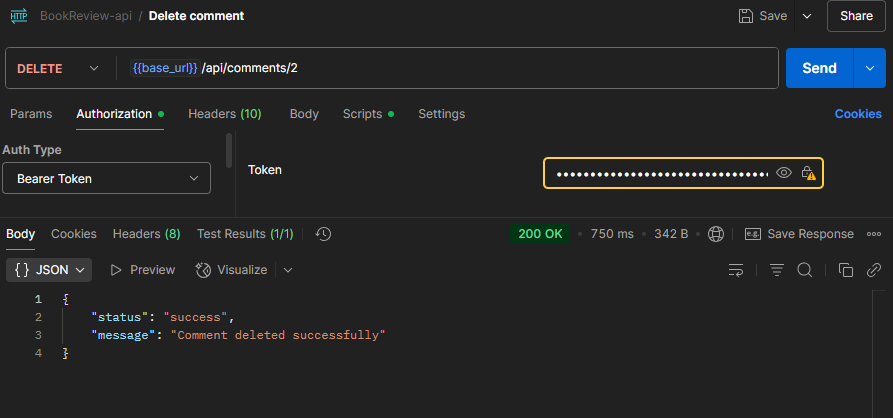 HTTP BookReview-api / Delete comment Save Share
DELETE {{base_url}} /api/comments/2 Send
Params Authorization Headers (10) Body Scripts Settings Cookies
Auth Type
Bearer Token
Token
Body Cookies Headers (8) Test Results (1/1) 200 OK 750 ms 342 B e.g. Save Response
{} JSON Preview Visualize
1 {
2 "status": "success",
3 "message": "Comment deleted successfully"
4 }